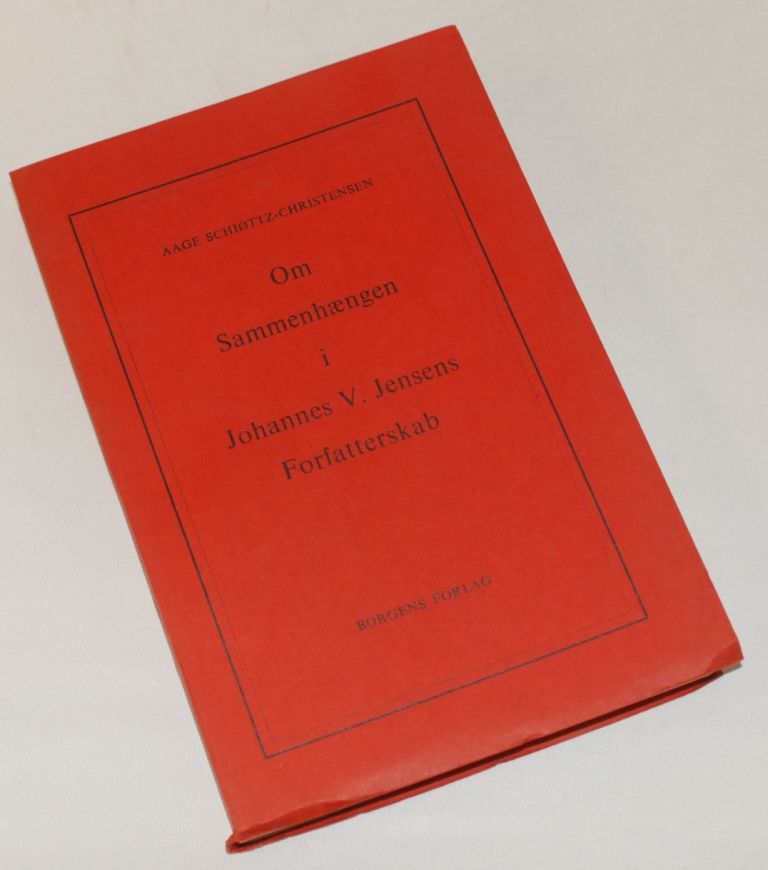 AAGE SCHIØTTZ-CHRISTENSEN
Om
Sammenhængen
i
Johannes V. Jensens
Forfatterskab
BORGENS FORLAG